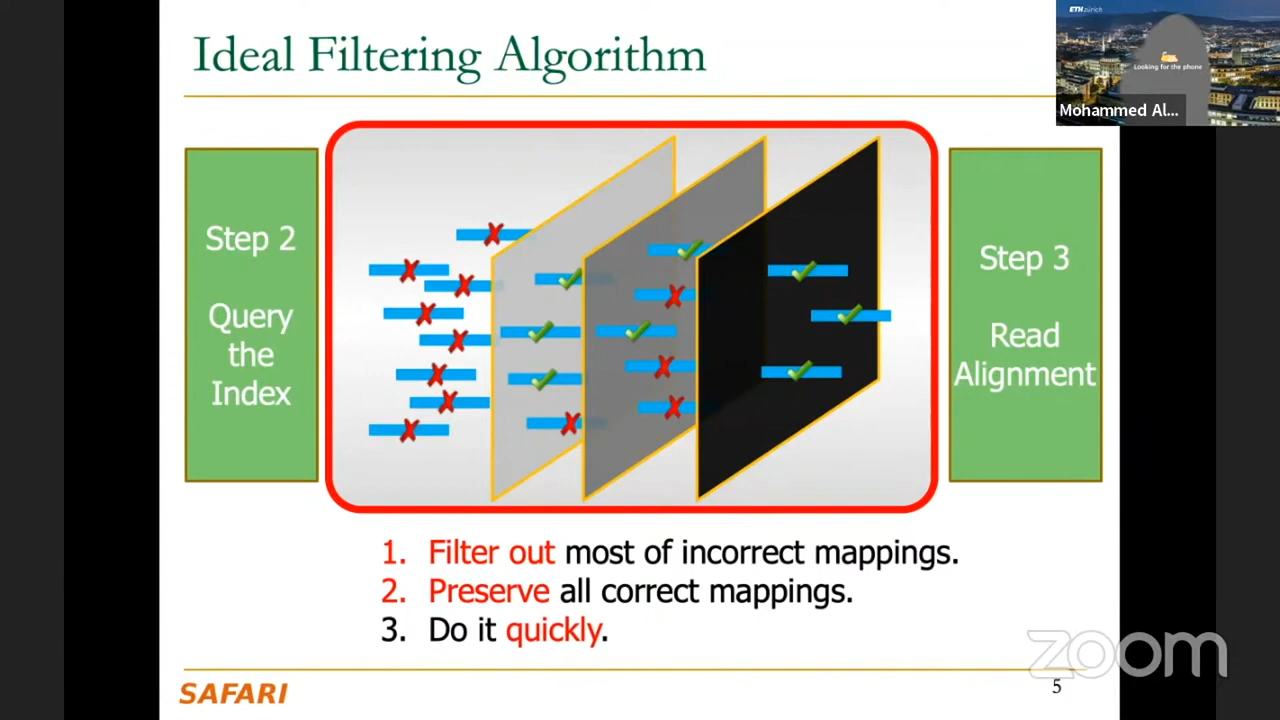 Ideal Filtering Algorithm
ETH zürich
Looking for the phone
Mohammed Al...
Step 2
Query
the
Index
Step 3
Read
Alignment
1. Filter out most of incorrect mappings.
2. Preserve all correct mappings.
3. Do it quickly.
zoom
SAFARI
5